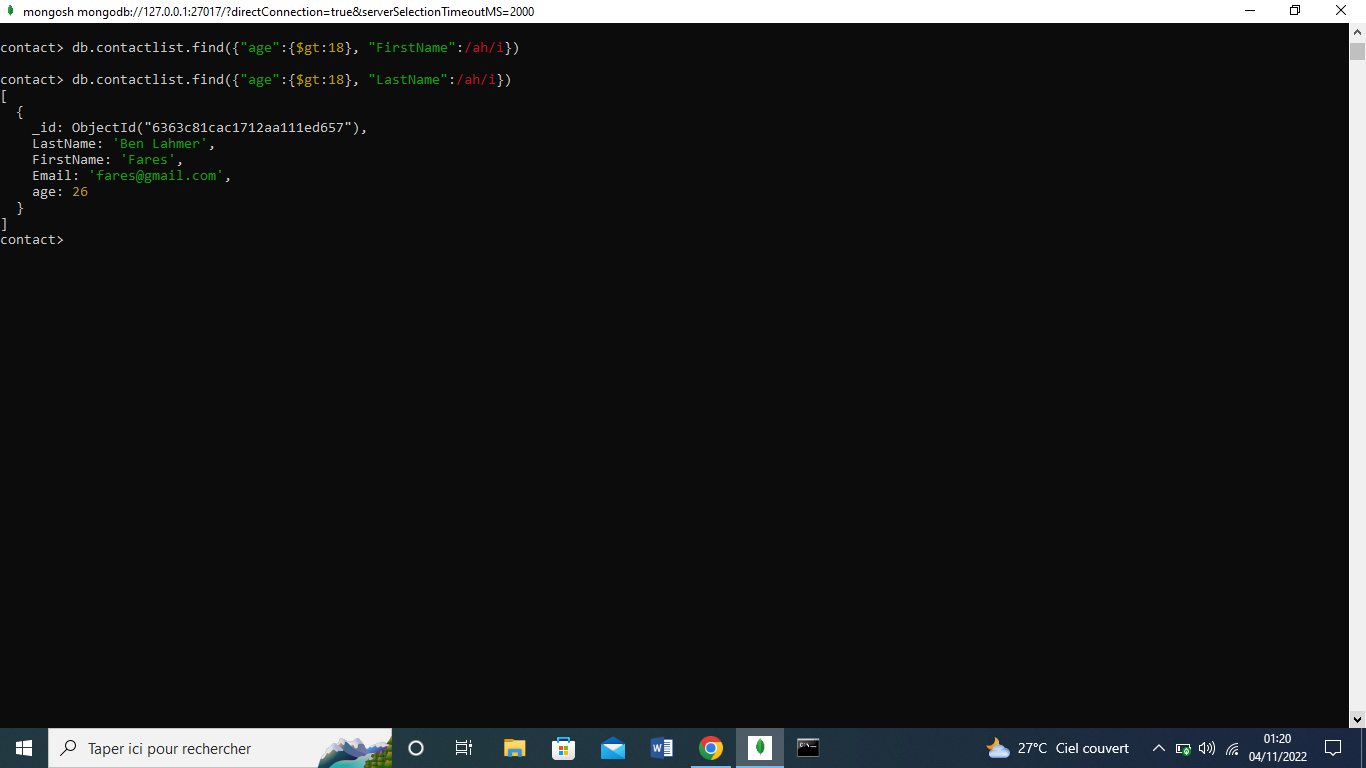 mongosh mongodb://127.0.0.1:27017/?directConnection=true&serverSelectionTimeoutMS=2000
contact> db.contactlist.find({"age":{$gt:18}, "FirstName":/ah/i})
contact> db.contactlist.find({"age":{$gt:18}, "LastName":/ah/i})
[
  {
    _id: ObjectId("6363c81cac1712aa111ed657"),
    LastName: 'Ben Lahmer',
    FirstName: 'Fares',
    Email: 'fares@gmail.com',
    age: 26
  }
]
contact>
Taper ici pour rechercher
27°C Ciel couvert
01:20
04/11/2022